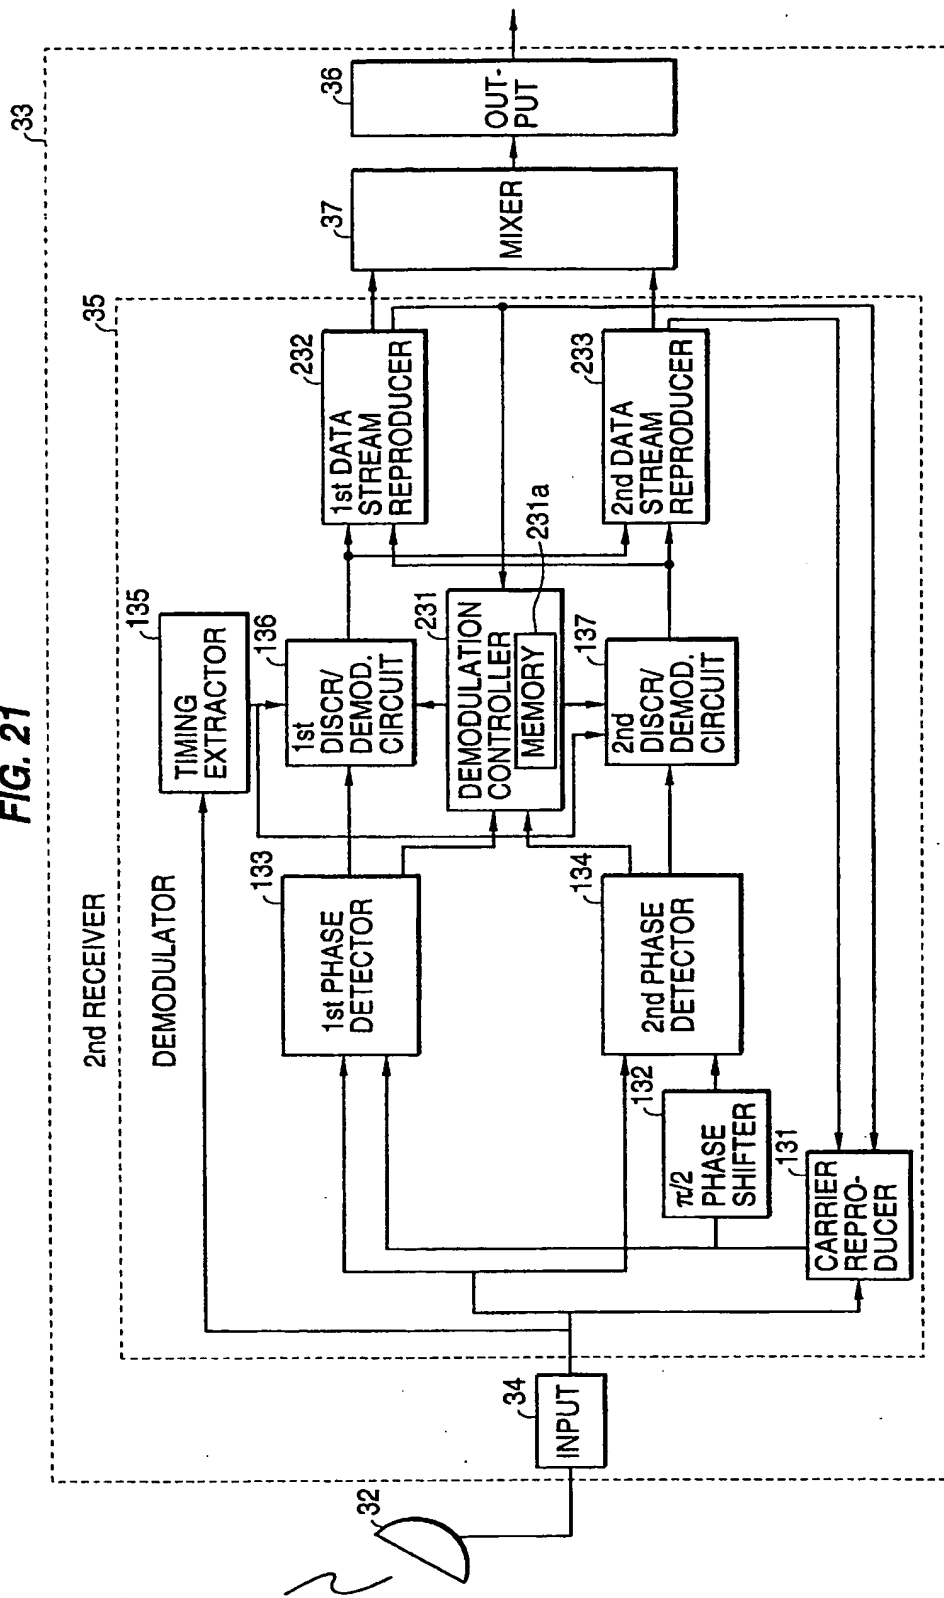 FIG. 21
33
2nd RECEIVER
35
DEMODULATOR
32
34
INPUT
135
TIMING
EXTRACTOR
133
1st PHASE
DETECTOR
136
1st
DISCR/
DEMOD.
CIRCUIT
232
1st DATA
STREAM
REPRODUCER
37
MIXER
36
OUT-
PUT
231
DEMODULATION
CONTROLLER
MEMORY
231a
134
2nd PHASE
DETECTOR
137
2nd
DISCR/
DEMOD.
CIRCUIT
233
2nd DATA
STREAM
REPRODUCER
132
π/2
PHASE
SHIFTER
131
CARRIER
REPRO-
DUCER